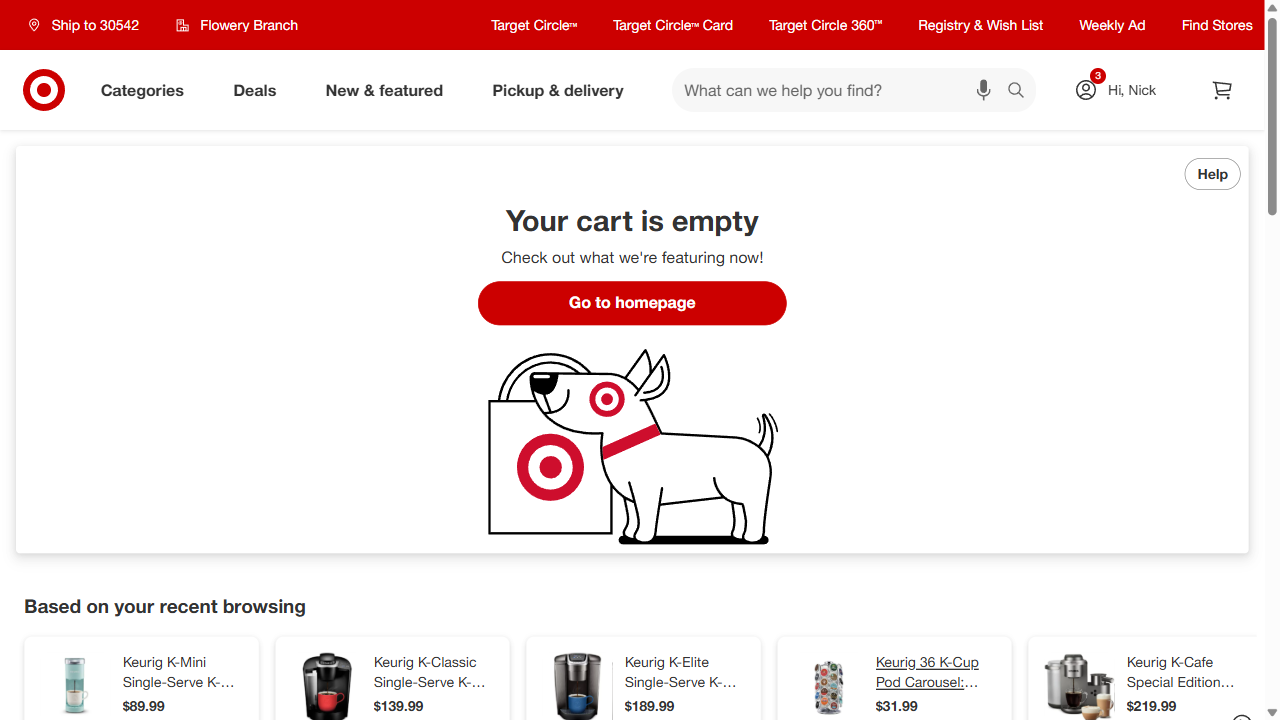 Ship to 30542
Flowery Branch
Target Circle™
Target Circle™ Card
Target Circle 360™
Registry & Wish List
Weekly Ad
Find Stores
Categories
Deals
New & featured
Pickup & delivery
What can we help you find?
3
Hi, Nick
Help
Your cart is empty
Check out what we're featuring now!
Go to homepage
Based on your recent browsing
Keurig K-Mini
Single-Serve K-...
$89.99
Keurig K-Classic
Single-Serve K-...
$139.99
Keurig K-Elite
Single-Serve K-...
$189.99
Keurig 36 K-Cup
Pod Carousel:...
$31.99
Keurig K-Cafe
Special Edition...
$219.99